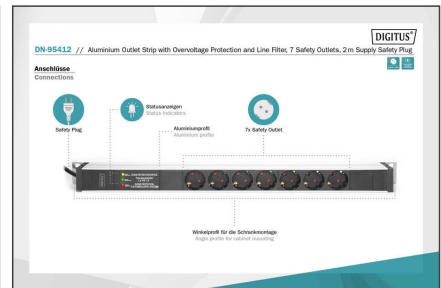 DIGITUS®
DN-95412 // Aluminium Outlet Strip with Overvoltage Protection and Line Filter, 7 Safety Outlets, 2 m Supply Safety Plug
Anschlüsse
Connections
Safety Plug
Statusanzeigen
Status Indicators
Aluminiumprofil
Aluminium profile
7x Safety Outlet
Winkelprofil für die Schrankmontage
Angle profile for cabinet mounting